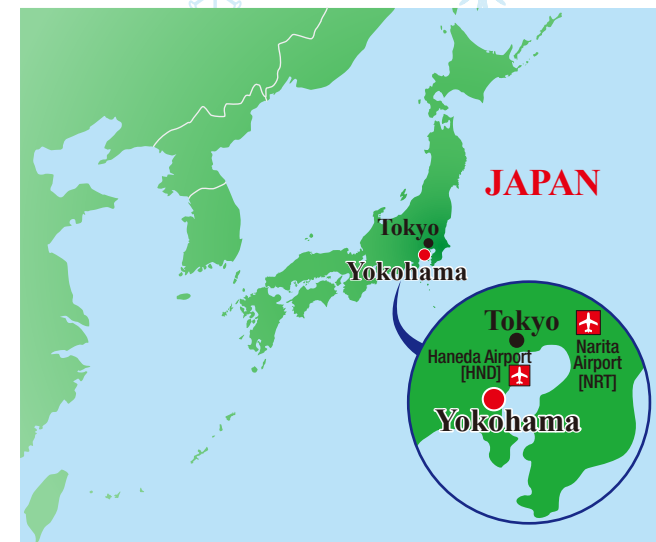 JAPAN
Tokyo
Yokohama
Tokyo
Haneda Airport
[HND]
Narita
Airport
[NRT]
Yokohama